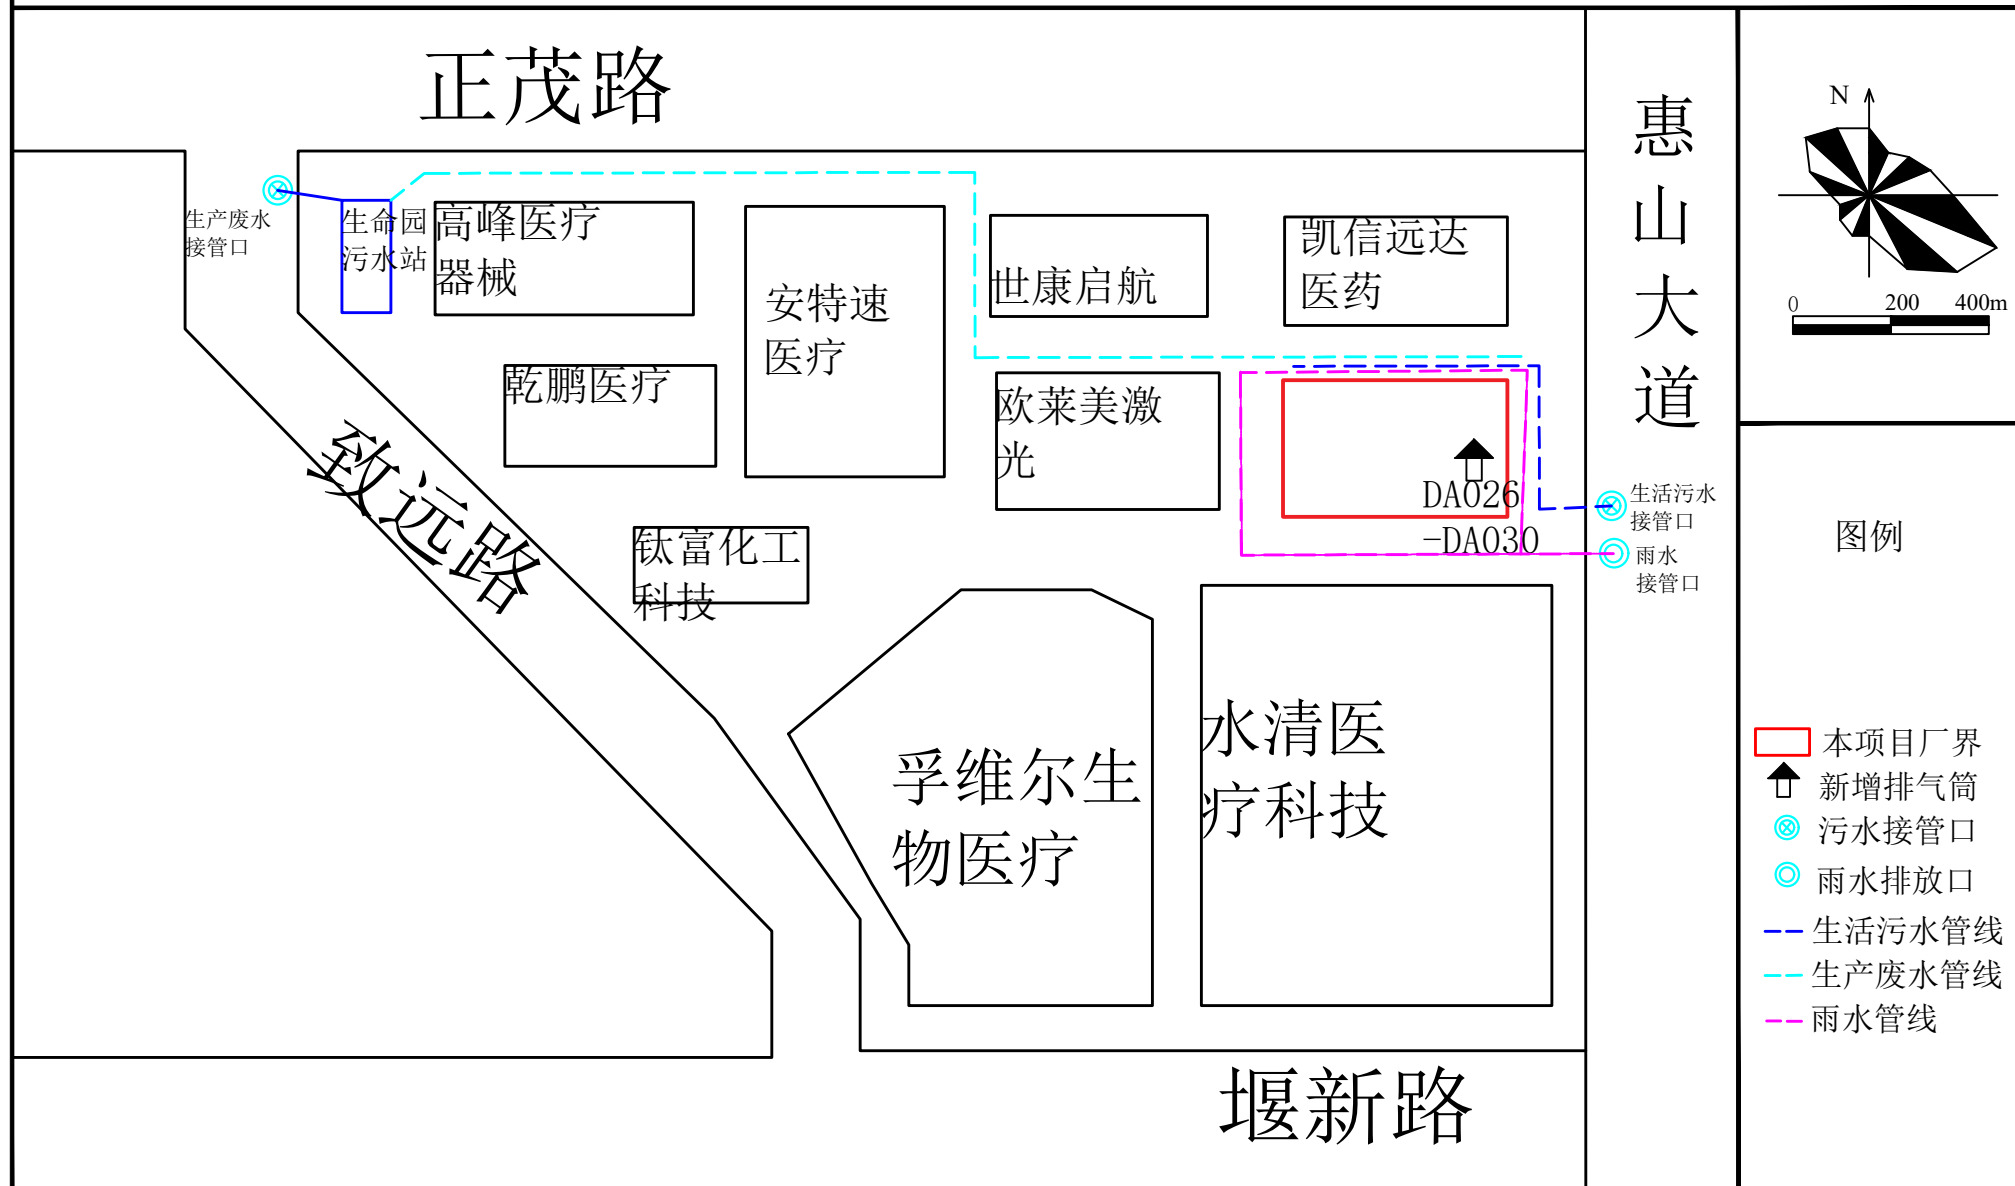 正茂路
惠山大道
N
0 200 400m
生产废水
接管口
生命园
污水站
高峰医疗
器械
安特速
医疗
世康启航
凯信远达
医药
乾鹏医疗
欧莱美激
光
DA026
-DA030
生活污水
接管口
雨水
接管口
致远路
钛富化工
科技
孚维尔生
物医疗
水清医
疗科技
堰新路
图例
本项目厂界
新增排气筒
污水接管口
雨水排放口
生活污水管线
生产废水管线
雨水管线